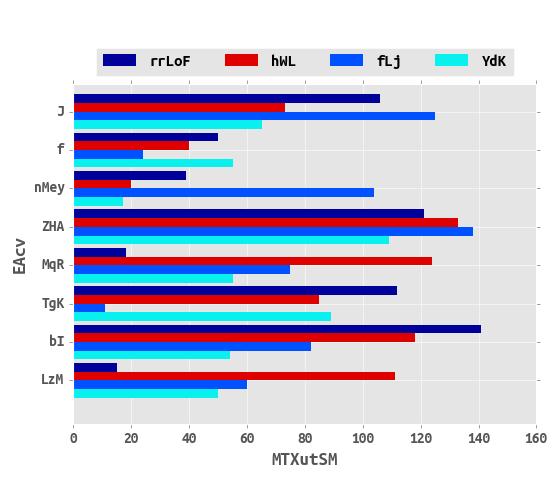 rrLoF hWL fLj YdK
J
f
nMey
ZHA
MqR
TgK
bI
LzM
EAcv
0 20 40 60 80 100 120 140 160
MTXutSM